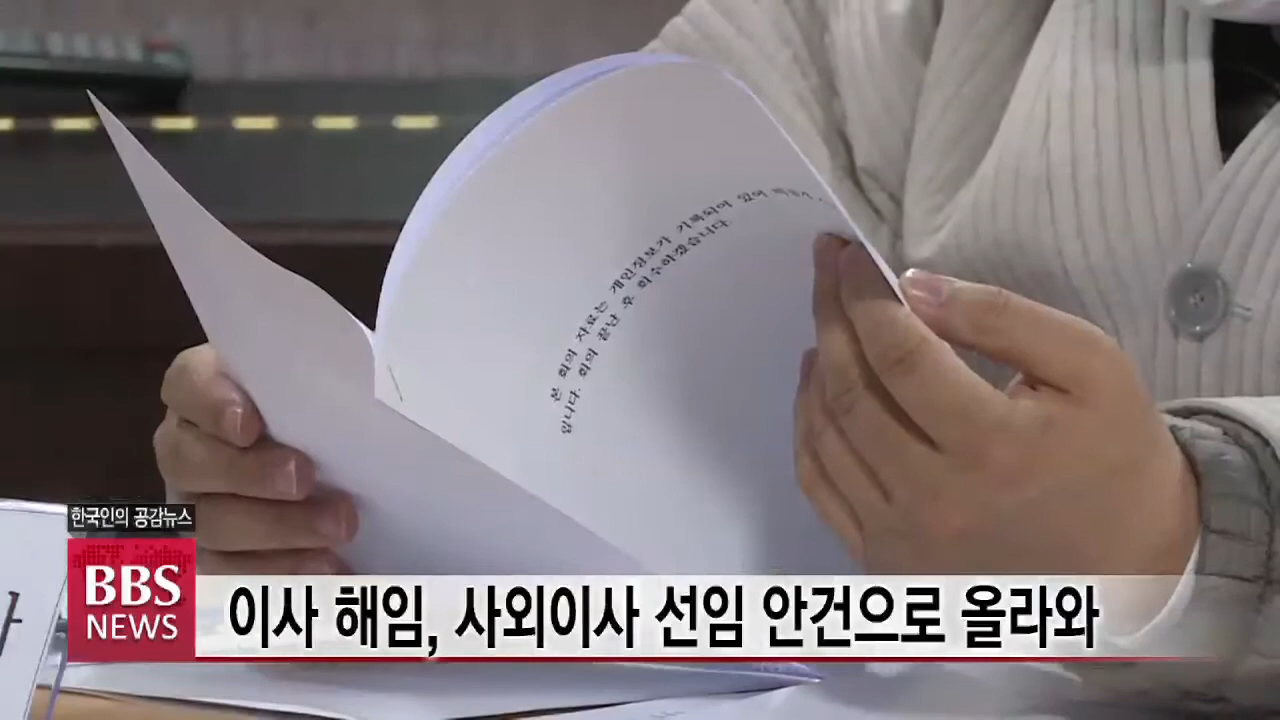 본 회의 자료는 개인정보가 기록되어 있어
입니다. 회의 끝난 후 회수하겠습니다.
한국인의 공감뉴스
BBS
NEWS
이사 해임, 사외이사 선임 안건으로 올라와